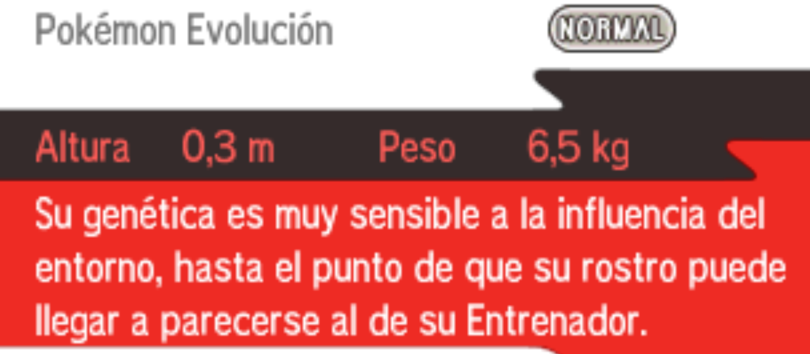 Pokémon Evolución NORMAL
Altura 0,3 m Peso 6,5 kg
Su genética es muy sensible a la influencia del
entorno, hasta el punto de que su rostro puede
llegar a parecerse al de su Entrenador.